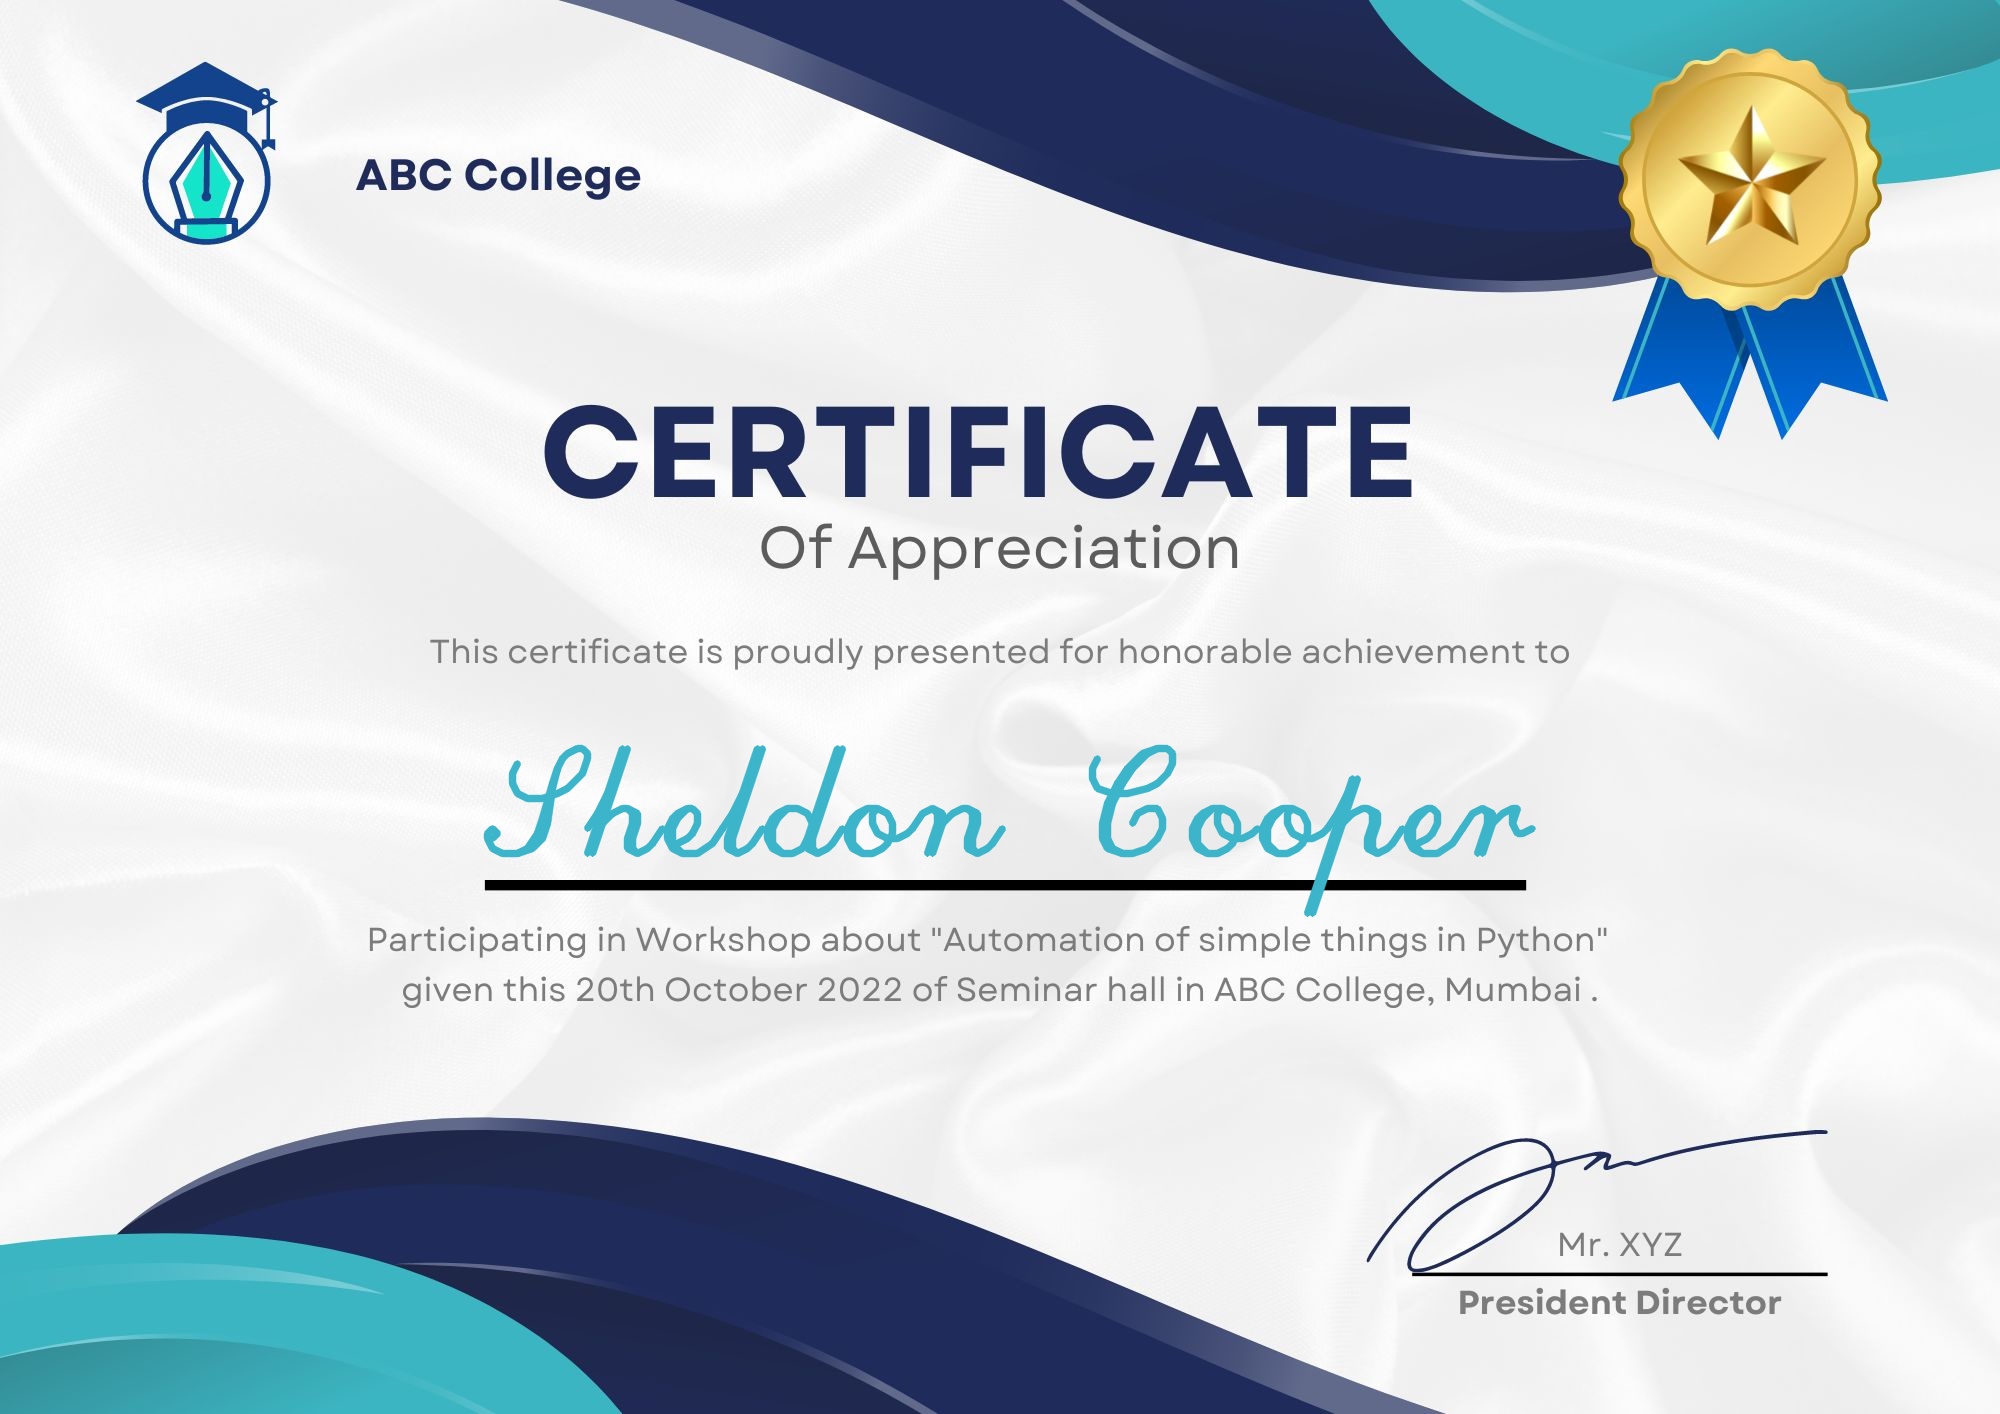 ABC College
CERTIFICATE
Of Appreciation
This certificate is proudly presented for honorable achievement to
Sheldon Cooper
Participating in Workshop about "Automation of simple things in Python"
given this 20th October 2022 of Seminar hall in ABC College, Mumbai .
Mr. XYZ
President Director